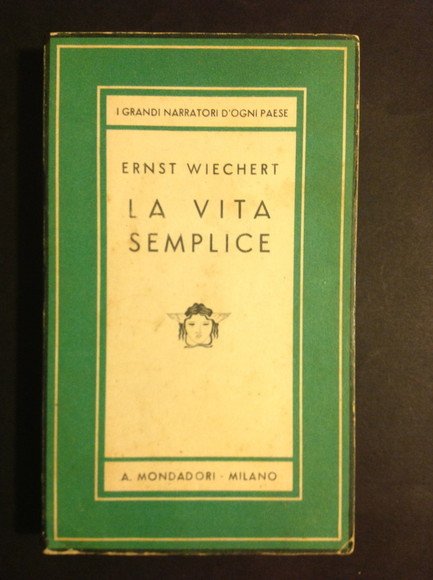 I GRANDI NARRATORI D'OGNI PAESE
ERNST WIECHERT
LA VITA
SEMPLICE
A. MONDADORI · MILANO